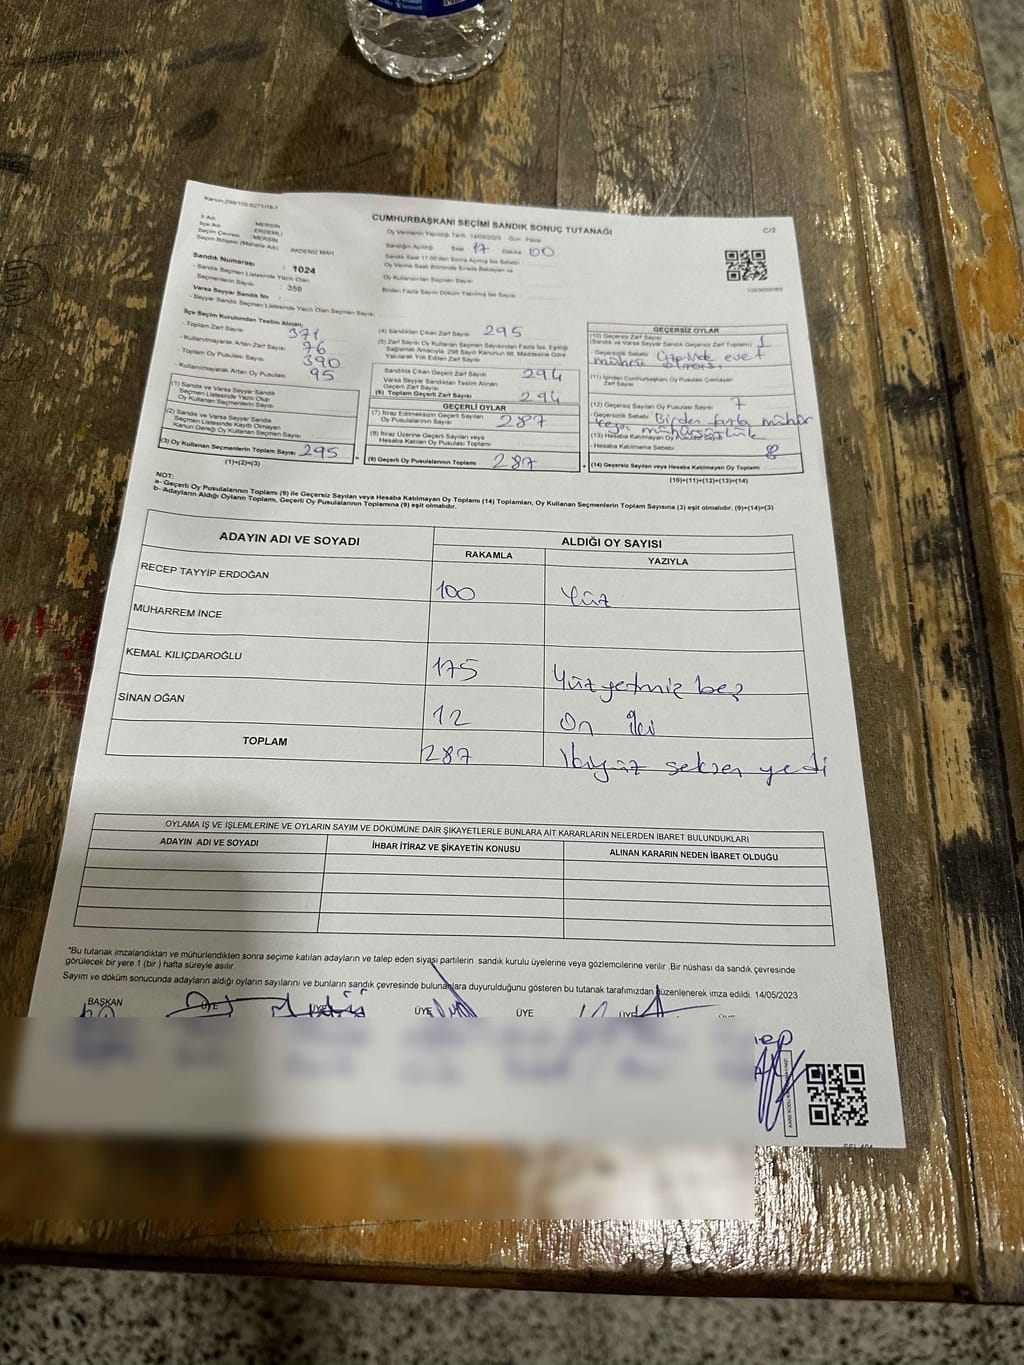 Kanun:298/105;6271/18-1
CUMHURBAŞKANI SEÇİMİ SANDIK SONUÇ TUTANAĞI
C/2
İli Adı : MERSİN
İlçe Adı : ERDEMLİ
Seçim Çevresi : MERSİN
Seçim Bölgesi (Mahalle Adı) : AKDENİZ MAH
Oy Vermenin Yapıldığı Tarih: 14/05/2023 Gün: Pazar
Sandığın Açıldığı Saat 17 Dakika 00
Sandık Saat 17:00'den Sonra Açılmış İse Sebebi
Oy Verme Saati Bitiminde Sırada Bekleyen ve
Oy Kullandırılan Seçmen Sayısı
Birden Fazla Sayım Döküm Yapılmış İse Sayısı
Sandık Numarası : 1024
- Sandık Seçmen Listesinde Yazılı Olan
Seçmenlerin Sayısı : 350
Varsa Seyyar Sandık No :
- Seyyar Sandık Seçmen Listesinde Yazılı Olan Seçmen Sayısı
İlçe Seçim Kurulundan Teslim Alınan;
- Toplam Zarf Sayısı 371
- Kullanılmayarak Artan Zarf Sayısı 76
- Toplam Oy Pusulası Sayısı 390
- Kullanılmayarak Artan Oy Pusulası 95
(1) Sandık ve Varsa Seyyar Sandık
Seçmen Listesinde Yazılı Olup
Oy Kullanan Seçmenlerin Sayısı
(2) Sandık ve Varsa Seyyar Sandık
Seçmen Listesinde Kayıtlı Olmayan
Kanun Gereği Oy Kullanan Seçmen Sayısı
(3) Oy Kullanan Seçmenlerin Toplam Sayısı 295
(1)+(2)=(3)
(4) Sandıktan Çıkan Zarf Sayısı 295
(5) Zarf Sayısı Oy Kullanan Seçmen Sayısından Fazla İse, Eşitliği
Sağlamak Amacıyla, 298 Sayılı Kanunun 98. Maddesine Göre
Yakılarak Yok Edilen Zarf Sayısı
Sandıkta Çıkan Geçerli Zarf Sayısı 294
Varsa Seyyar Sandıktan Teslim Alınan
Geçerli Zarf Sayısı
(6) Toplam Geçerli Zarf Sayısı 294
GEÇERLİ OYLAR
(7) İtiraz Edilmeksizin Geçerli Sayılan
Oy Pusulalarının Sayısı 287
(8) İtiraz Üzerine Geçerli Sayılan veya
Hesaba Katılan Oy Pusulası Toplamı
(9) Geçerli Oy Pusulalarının Toplamı 287
GEÇERSİZ OYLAR
(10) Geçersiz Zarf Sayısı
(Sandık ve Varsa Seyyar Sandık Geçersiz Zarf Toplamı) 1
- Geçersizlik Sebebi Üzerinde evet
mührü olması.
(11) İçinden Cumhurbaşkanı Oy Pusulası Çıkmayan
Zarf Sayısı
(12) Geçersiz Sayılan Oy Pusulası Sayısı 7
- Geçersizlik Sebebi Birden fazla mühür
veya mühürsüzlük
(13) Hesaba Katılmayan Oy Pusulası Sayısı
Hesaba Katılmama Sebebi
8
(14) Geçersiz Sayılan veya Hesaba Katılmayan Oy Toplamı
(10)+(11)+(12)+(13)=(14)
NOT:
a- Geçerli Oy Pusulalarının Toplamı (9) ile Geçersiz Sayılan veya Hesaba Katılmayan Oy Toplamı (14) Toplamları, Oy Kullanan Seçmenlerin Toplam Sayısına (3) eşit olmalıdır. (9)+(14)=(3)
b- Adayların Aldığı Oyların Toplamı, Geçerli Oy Pusulalarının Toplamına (9) eşit olmalıdır.
ADAYIN ADI VE SOYADI
ALDIĞI OY SAYISI
RAKAMLA
YAZIYLA
RECEP TAYYİP ERDOĞAN 100 Yüz
MUHARREM İNCE
KEMAL KILIÇDAROĞLU 175 Yüz yetmiş beş
SİNAN OĞAN 12 On iki
TOPLAM 287 İkiyüz seksen yedi
OYLAMA İŞ VE İŞLEMLERİNE VE OYLARIN SAYIM VE DÖKÜMÜNE DAİR ŞİKAYETLERLE BUNLARA AİT KARARLARIN NELERDEN İBARET BULUNDUKLARI
ADAYIN ADI VE SOYADI
İHBAR İTİRAZ VE ŞİKAYETİN KONUSU
ALINAN KARARIN NEDEN İBARET OLDUĞU
*Bu tutanak imzalandıktan ve mühürlendikten sonra seçime katılan adayların ve talep eden siyasi partilerin sandık kurulu üyelerine veya gözlemcilerine verilir. Bir nüshası da sandık çevresinde
görülecek bir yere 1 (bir ) hafta süreyle asılır.
Sayım ve döküm sonucunda adayların aldığı oyların sayılarını ve bunların sandık çevresinde bulunanlara duyurulduğunu gösteren bu tutanak tarafımızdan düzenlenerek imza edildi. 14/05/2023
BAŞKAN ÜYE ÜYE ÜYE ÜYE ÜYE ÜYE